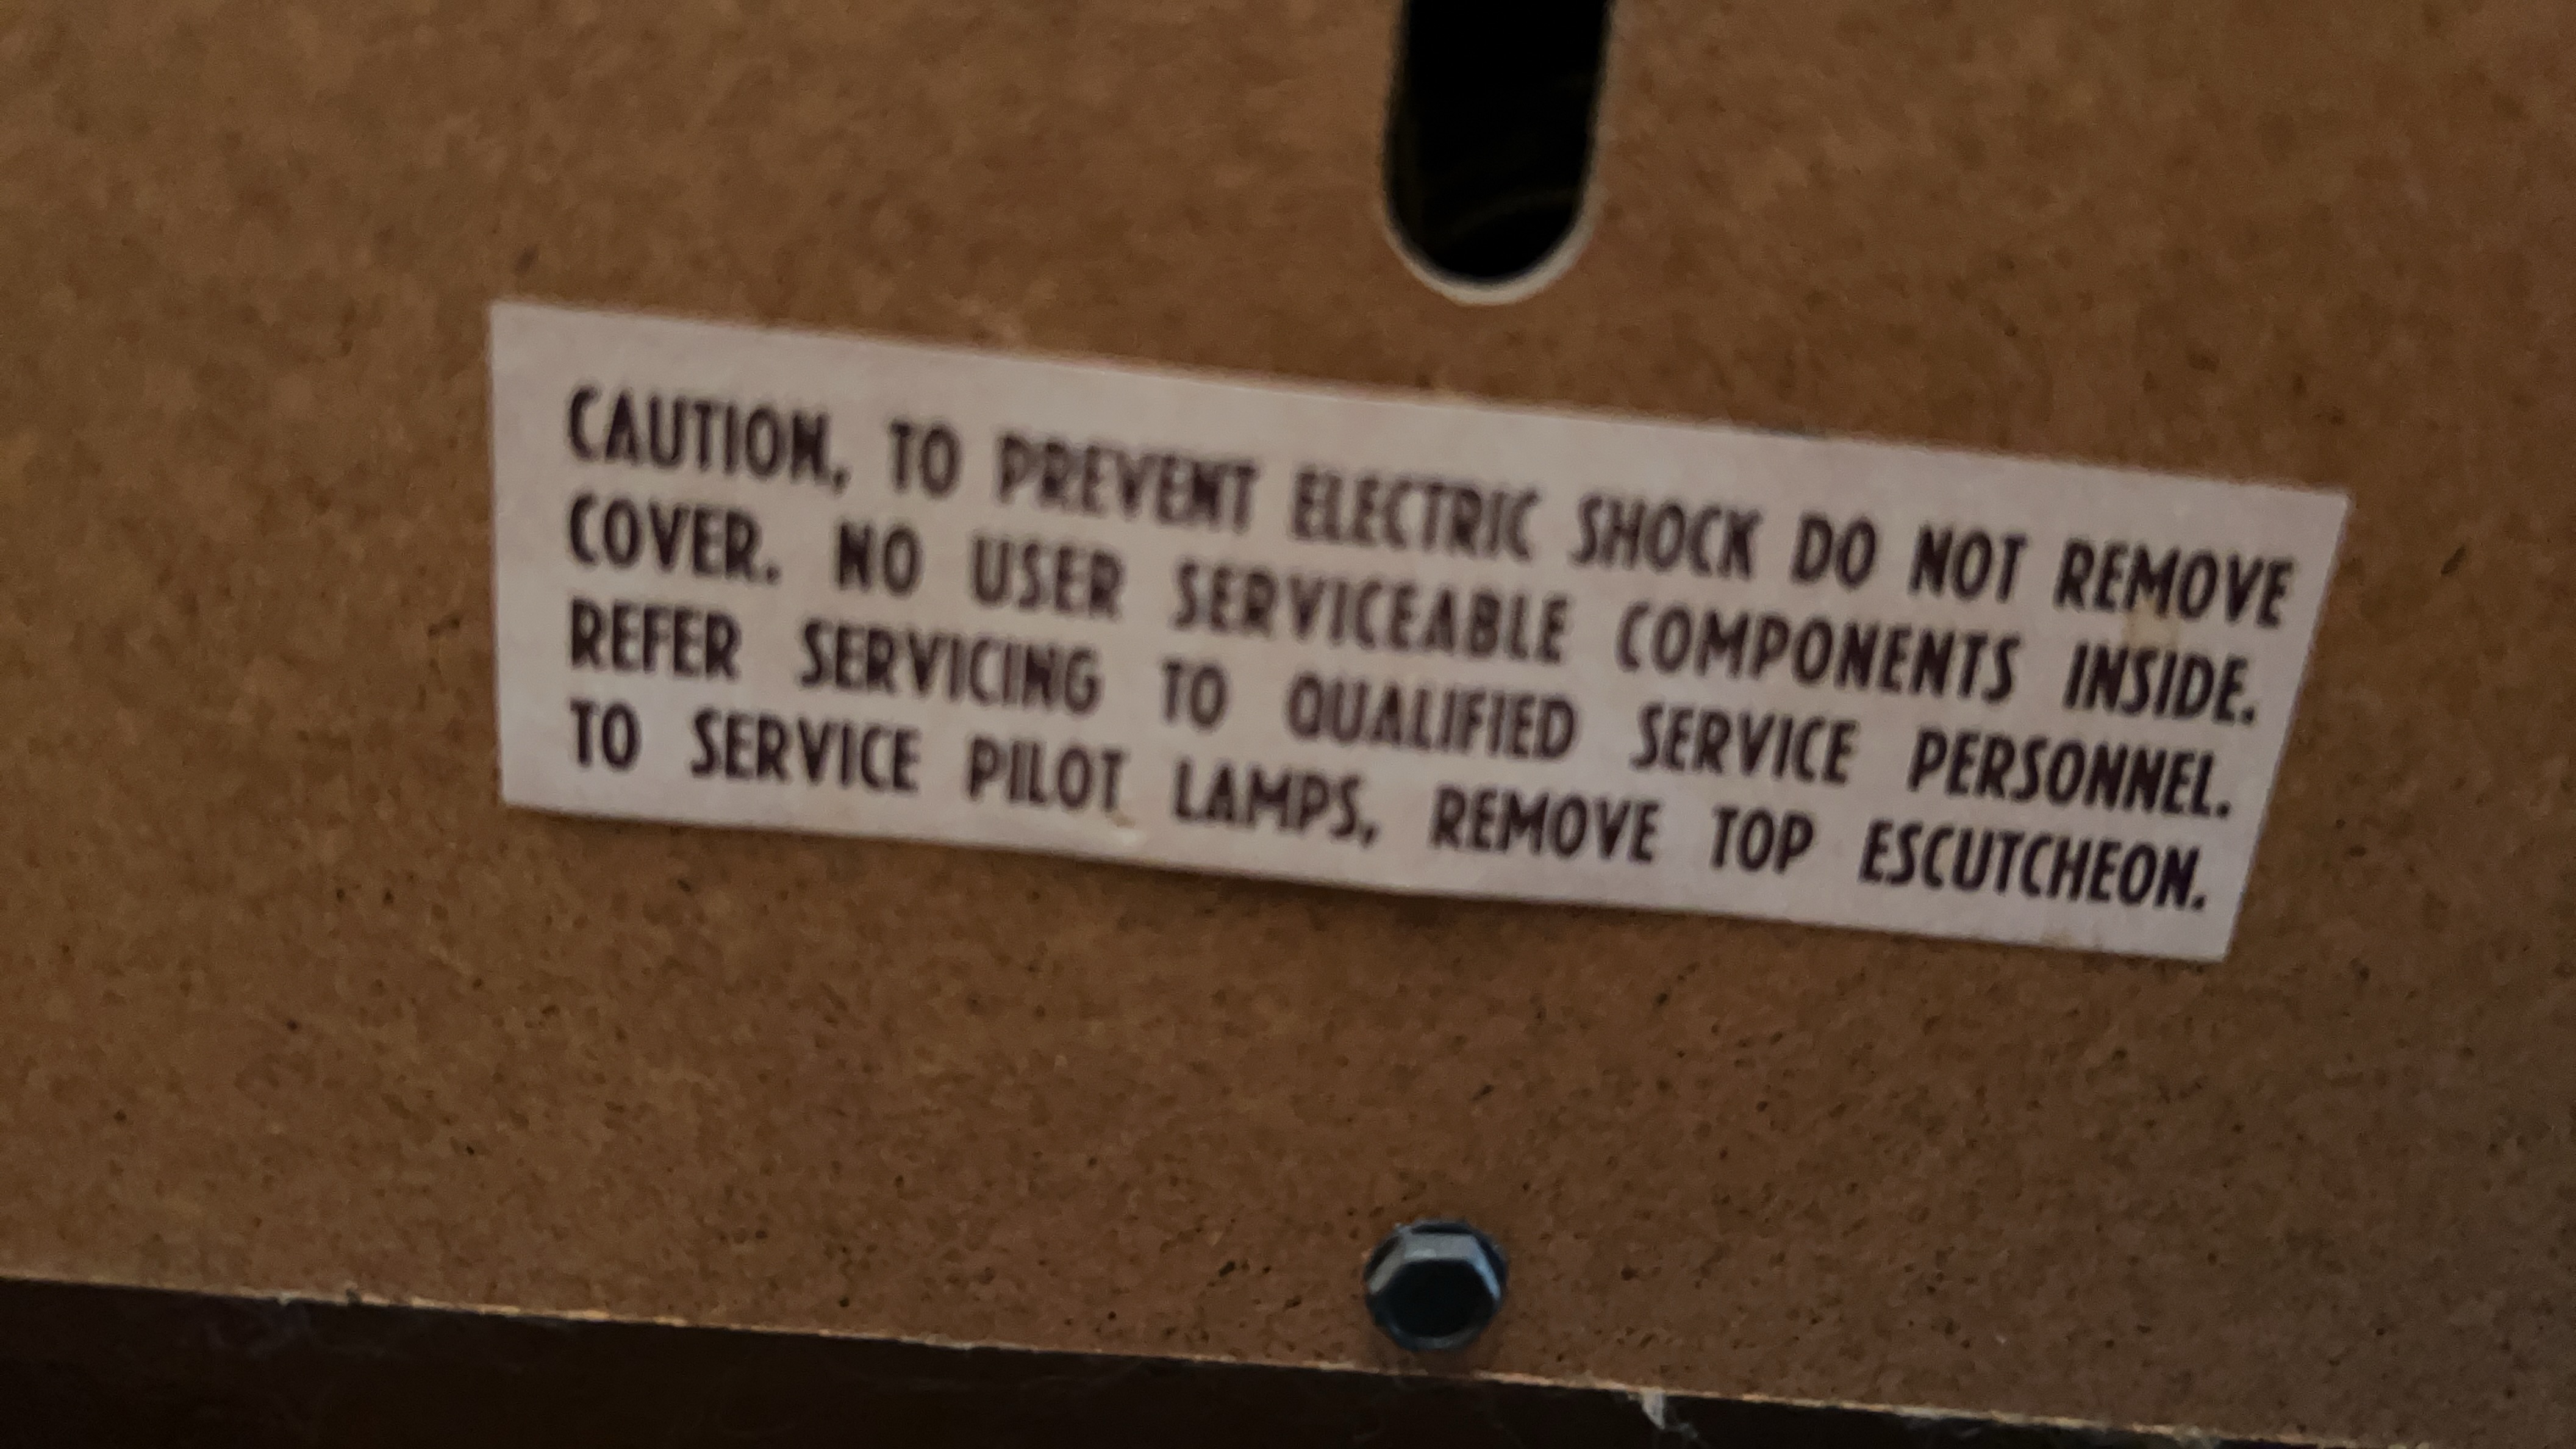 CAUTION, TO PREVENT ELECTRIC SHOCK DO NOT REMOVE
COVER. NO USER SERVICEABLE COMPONENTS INSIDE.
REFER SERVICING TO QUALIFIED SERVICE PERSONNEL.
TO SERVICE PILOT LAMPS, REMOVE TOP ESCUTCHEON.